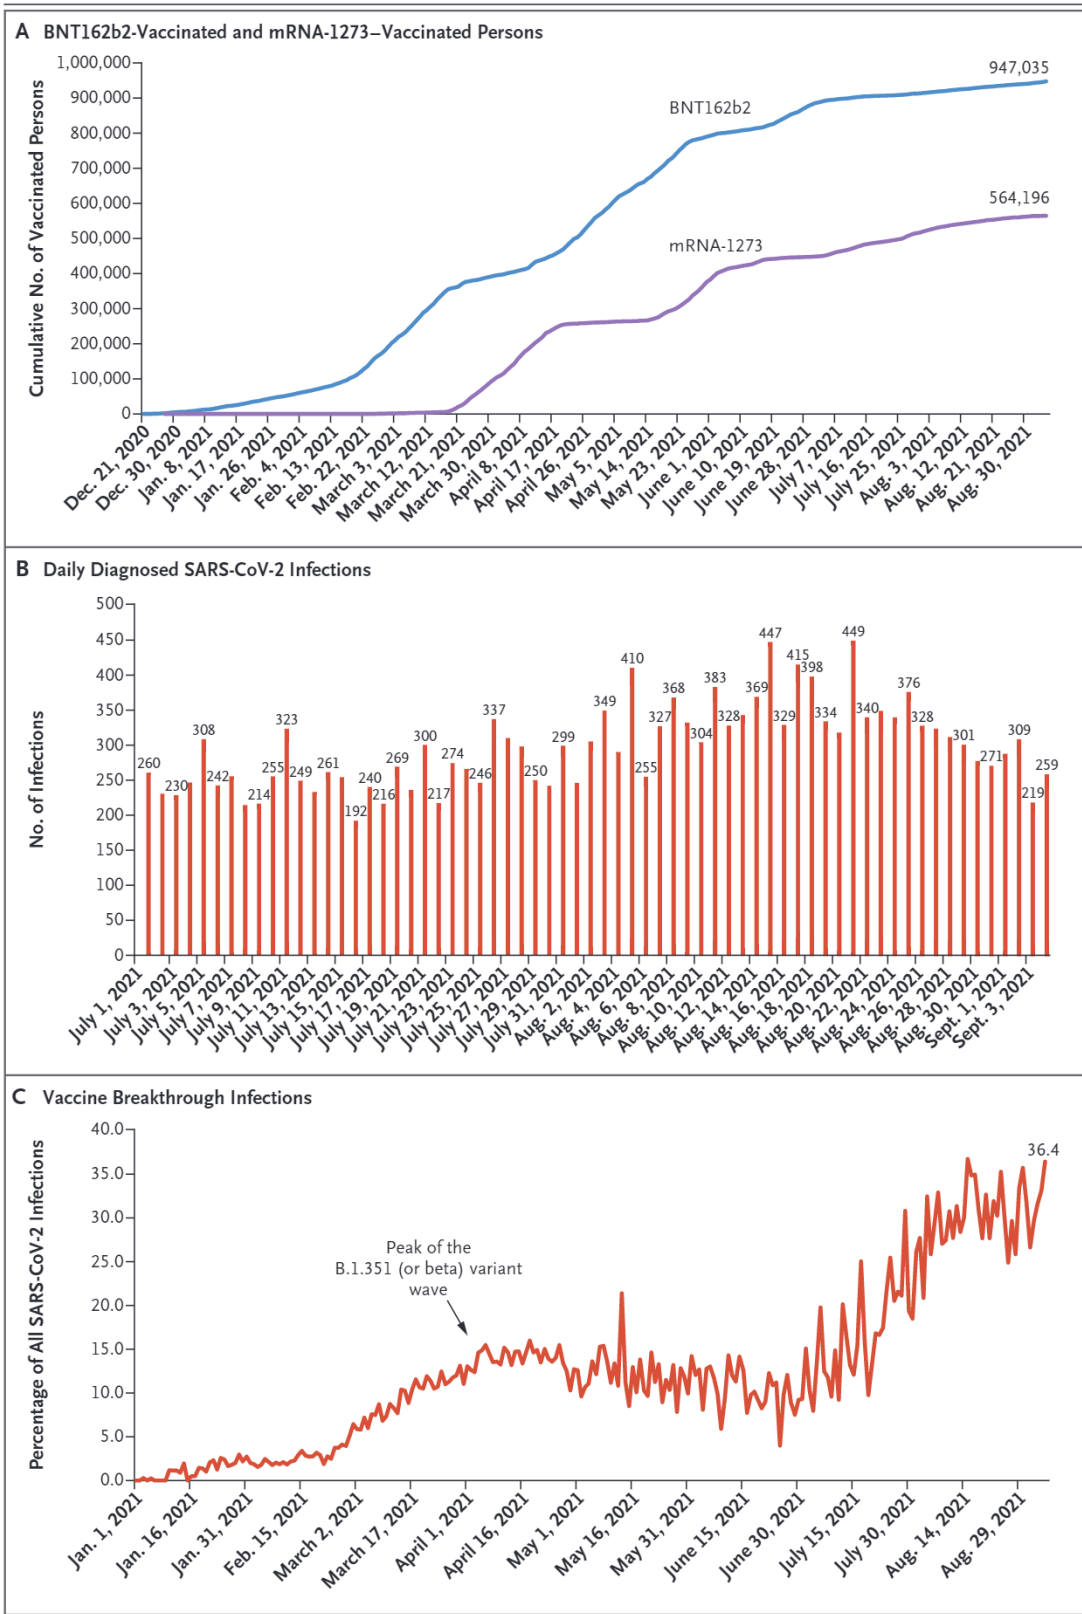 A BNT162b2-Vaccinated and mRNA-1273–Vaccinated Persons
Cumulative No. of Vaccinated Persons
1,000,000
900,000
800,000
700,000
600,000
500,000
400,000
300,000
200,000
100,000
0
947,035
BNT162b2
564,196
mRNA-1273
Dec. 21, 2020
Dec. 30, 2020
Jan. 8, 2021
Jan. 17, 2021
Jan. 26, 2021
Feb. 4, 2021
Feb. 13, 2021
Feb. 22, 2021
March 3, 2021
March 12, 2021
March 21, 2021
March 30, 2021
April 8, 2021
April 17, 2021
April 26, 2021
May 5, 2021
May 14, 2021
May 23, 2021
June 1, 2021
June 10, 2021
June 19, 2021
June 28, 2021
July 7, 2021
July 16, 2021
July 25, 2021
Aug. 3, 2021
Aug. 12, 2021
Aug. 21, 2021
Aug. 30, 2021
B Daily Diagnosed SARS-CoV-2 Infections
No. of Infections
500
450
400
350
300
250
200
150
100
50
0
260
230
308
242
214
255
323
249
261
192
240
216
269
300
217
274
246
337
250
299
349
410
255
327
368
304
383
328
369
447
329
415
398
334
449
340
376
328
301
271
309
219
259
July 1, 2021
July 3, 2021
July 5, 2021
July 7, 2021
July 9, 2021
July 11, 2021
July 13, 2021
July 15, 2021
July 17, 2021
July 19, 2021
July 21, 2021
July 23, 2021
July 25, 2021
July 27, 2021
July 29, 2021
July 31, 2021
Aug. 2, 2021
Aug. 4, 2021
Aug. 6, 2021
Aug. 8, 2021
Aug. 10, 2021
Aug. 12, 2021
Aug. 14, 2021
Aug. 16, 2021
Aug. 18, 2021
Aug. 20, 2021
Aug. 22, 2021
Aug. 24, 2021
Aug. 26, 2021
Aug. 28, 2021
Aug. 30, 2021
Sept. 1, 2021
Sept. 3, 2021
C Vaccine Breakthrough Infections
Percentage of All SARS-CoV-2 Infections
40.0
35.0
30.0
25.0
20.0
15.0
10.0
5.0
0.0
36.4
Peak of the
B.1.351 (or beta) variant
wave
Jan. 1, 2021
Jan. 16, 2021
Jan. 31, 2021
Feb. 15, 2021
March 2, 2021
March 17, 2021
April 1, 2021
April 16, 2021
May 1, 2021
May 16, 2021
May 31, 2021
June 15, 2021
June 30, 2021
July 15, 2021
July 30, 2021
Aug. 14, 2021
Aug. 29, 2021